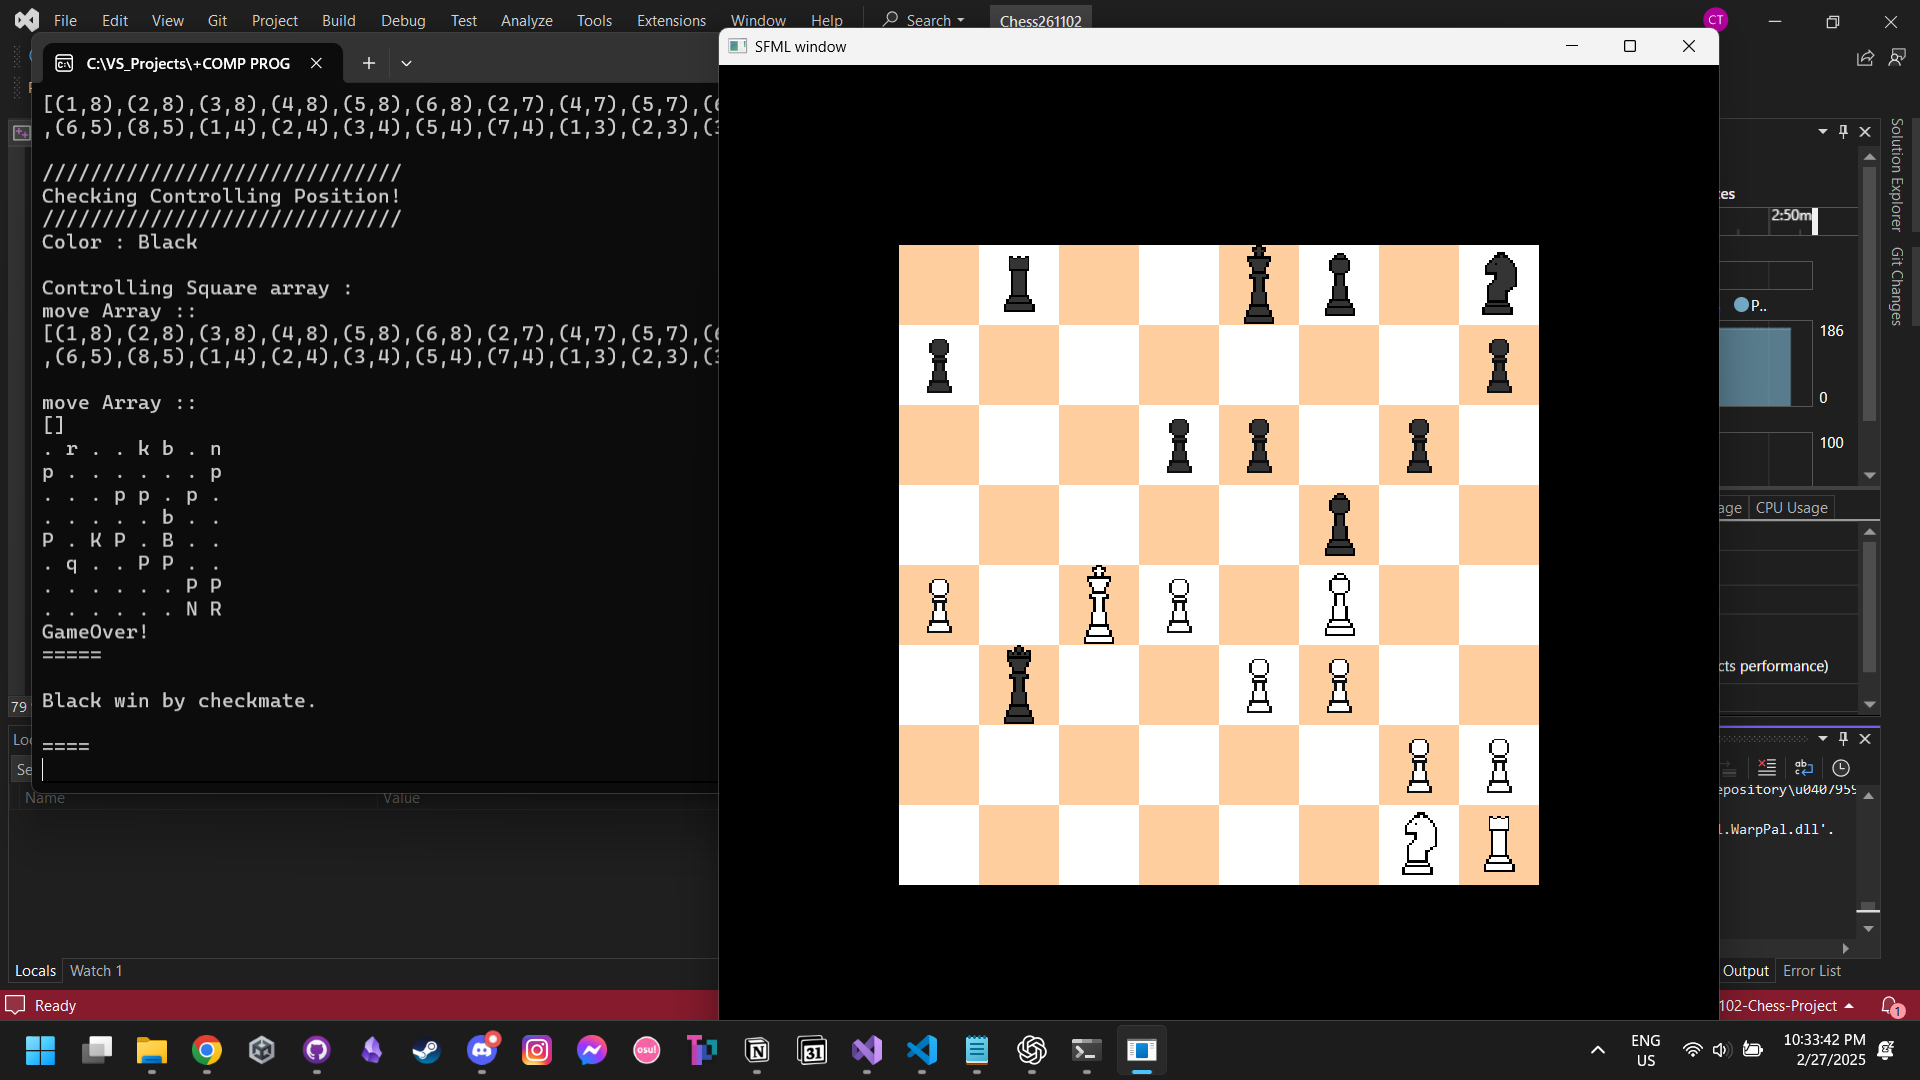 File Edit View Git Project Build Debug Test Analyze Tools Extensions Window Help Search Chess261102 CT
SFML window
C:\VS_Projects\+COMP PROG
[(1,8),(2,8),(3,8),(4,8),(5,8),(6,8),(2,7),(4,7),(5,7),(6
,(6,5),(8,5),(1,4),(2,4),(3,4),(5,4),(7,4),(1,3),(2,3),(3
//////////////////////////////
Checking Controlling Position!
//////////////////////////////
Color : Black
Controlling Square array :
move Array ::
[(1,8),(2,8),(3,8),(4,8),(5,8),(6,8),(2,7),(4,7),(5,7),(6
,(6,5),(8,5),(1,4),(2,4),(3,4),(5,4),(7,4),(1,3),(2,3),(3
move Array ::
[]
. r . . k b . n
p . . . . . . p
. . . p p . p .
. . . . . b . .
P . K P . B . .
. q . . P P . .
. . . . . . P P
. . . . . . N R
GameOver!
=====
Black win by checkmate.
====
79
Loc
Se
Name Value
Locals Watch 1
Ready
es
2:50m
P..
186
0
100
age CPU Usage
cts performance)
epository\u0407959
l.WarpPal.dll'.
Output Error List
102-Chess-Project
1
Solution Explorer
Git Changes
osu!
31
ENG
US
10:33:42 PM
2/27/2025